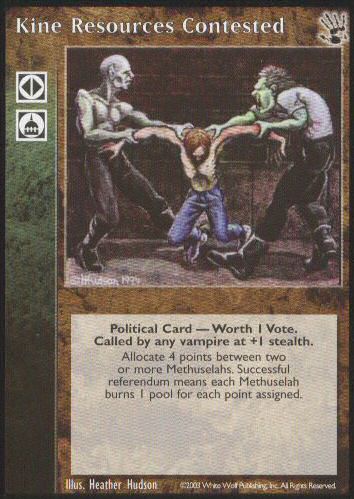 Kine Resources Contested
Political Card — Worth 1 Vote.
Called by any vampire at +1 stealth.
Allocate 4 points between two
or more Methuselahs. Successful
referendum means each Methuselah
burns 1 pool for each point assigned.
Illus. Heather Hudson
©2003 White Wolf Publishing, Inc. All Rights Reserved.